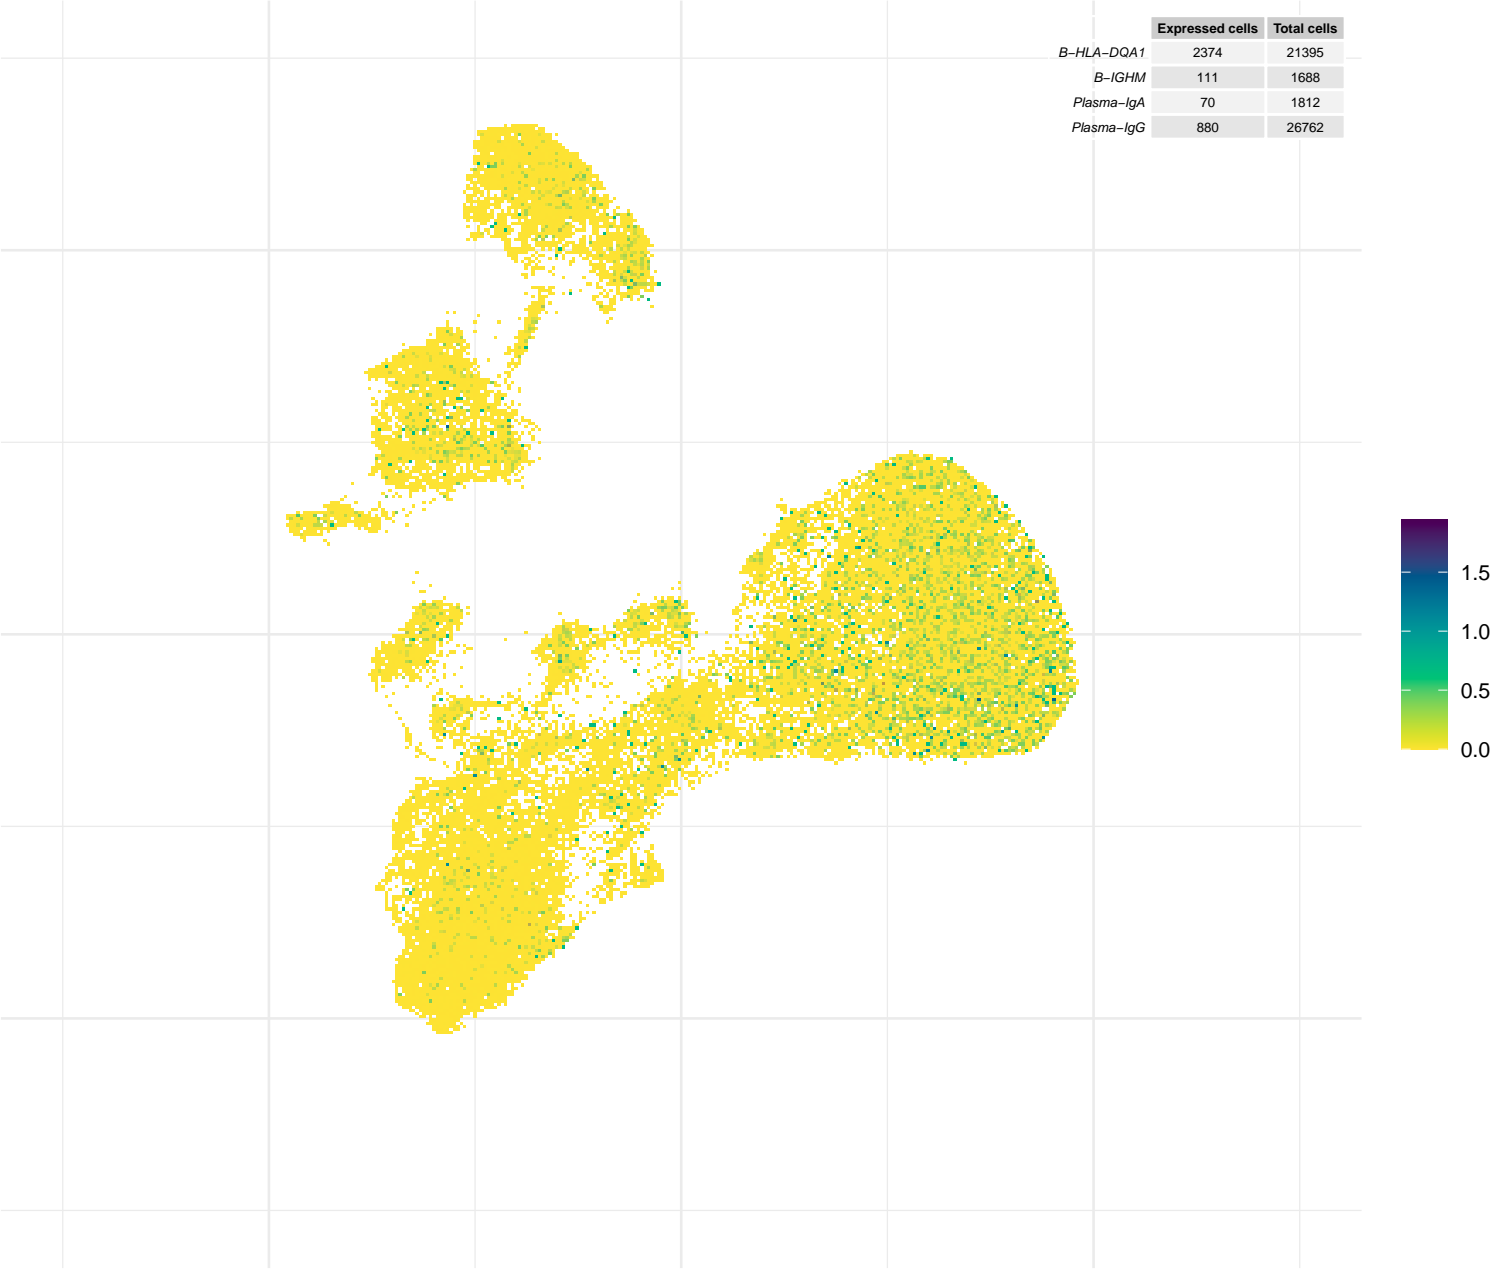 Expressed cells Total cells
B−HLA−DQA1 2374 21395
B−IGHM 111 1688
Plasma−IgA 70 1812
Plasma−IgG 880 26762
1.5
1.0
0.5
0.0